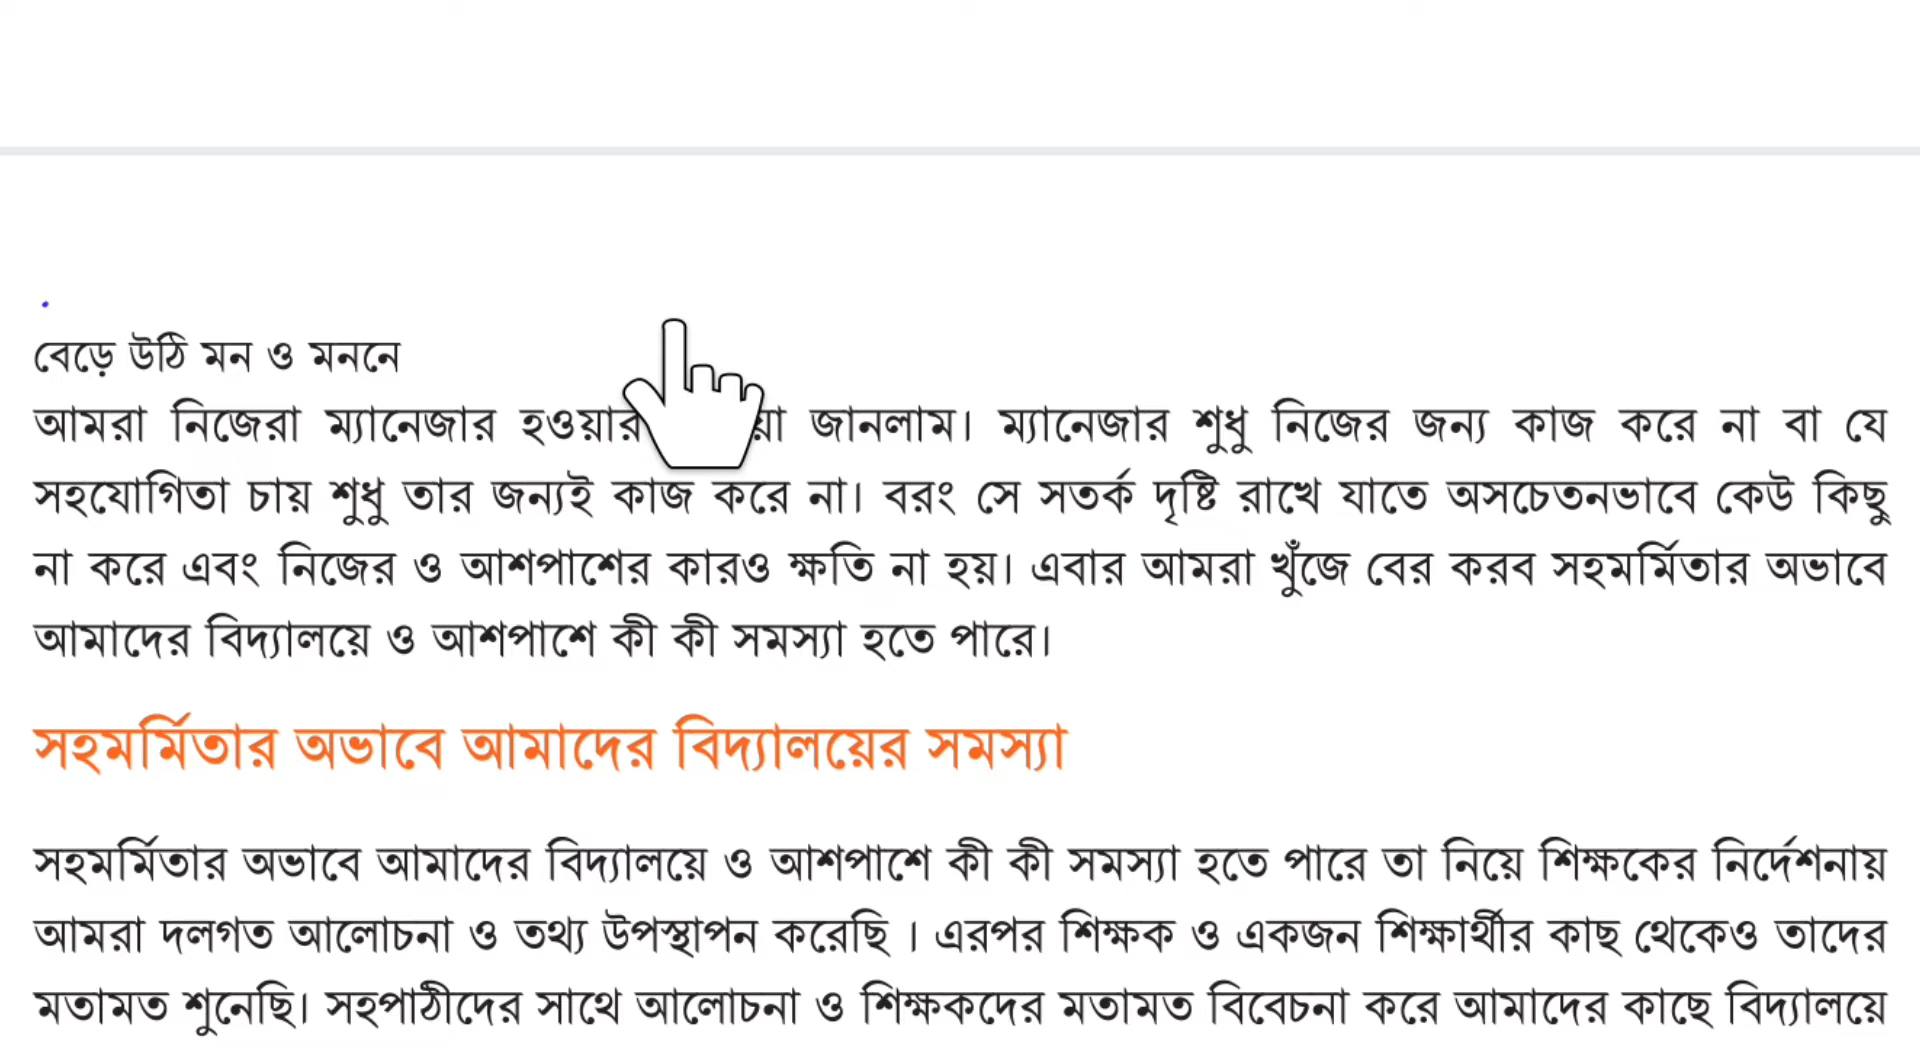 বেড়ে উঠি মন ও মননে
আমরা নিজেরা ম্যানেজার হওয়ার জানলাম। ম্যানেজার শুধু নিজের জন্য কাজ করে না বা যে
সহযোগিতা চায় শুধু তার জন্যই কাজ করে না। বরং সে সতর্ক দৃষ্টি রাখে যাতে অসচেতনভাবে কেউ কিছু
না করে এবং নিজের ও আশপাশের কারও ক্ষতি না হয়। এবার আমরা খুঁজে বের করব সহমর্মিতার অভাবে
আমাদের বিদ্যালয়ে ও আশপাশে কী কী সমস্যা হতে পারে।
সহমর্মিতার অভাবে আমাদের বিদ্যালয়ের সমস্যা
সহমর্মিতার অভাবে আমাদের বিদ্যালয়ে ও আশপাশে কী কী সমস্যা হতে পারে তা নিয়ে শিক্ষকের নির্দেশনায়
আমরা দলগত আলোচনা ও তথ্য উপস্থাপন করেছি । এরপর শিক্ষক ও একজন শিক্ষার্থীর কাছ থেকেও তাদের
মতামত শুনেছি। সহপাঠীদের সাথে আলোচনা ও শিক্ষকদের মতামত বিবেচনা করে আমাদের কাছে বিদ্যালয়ে